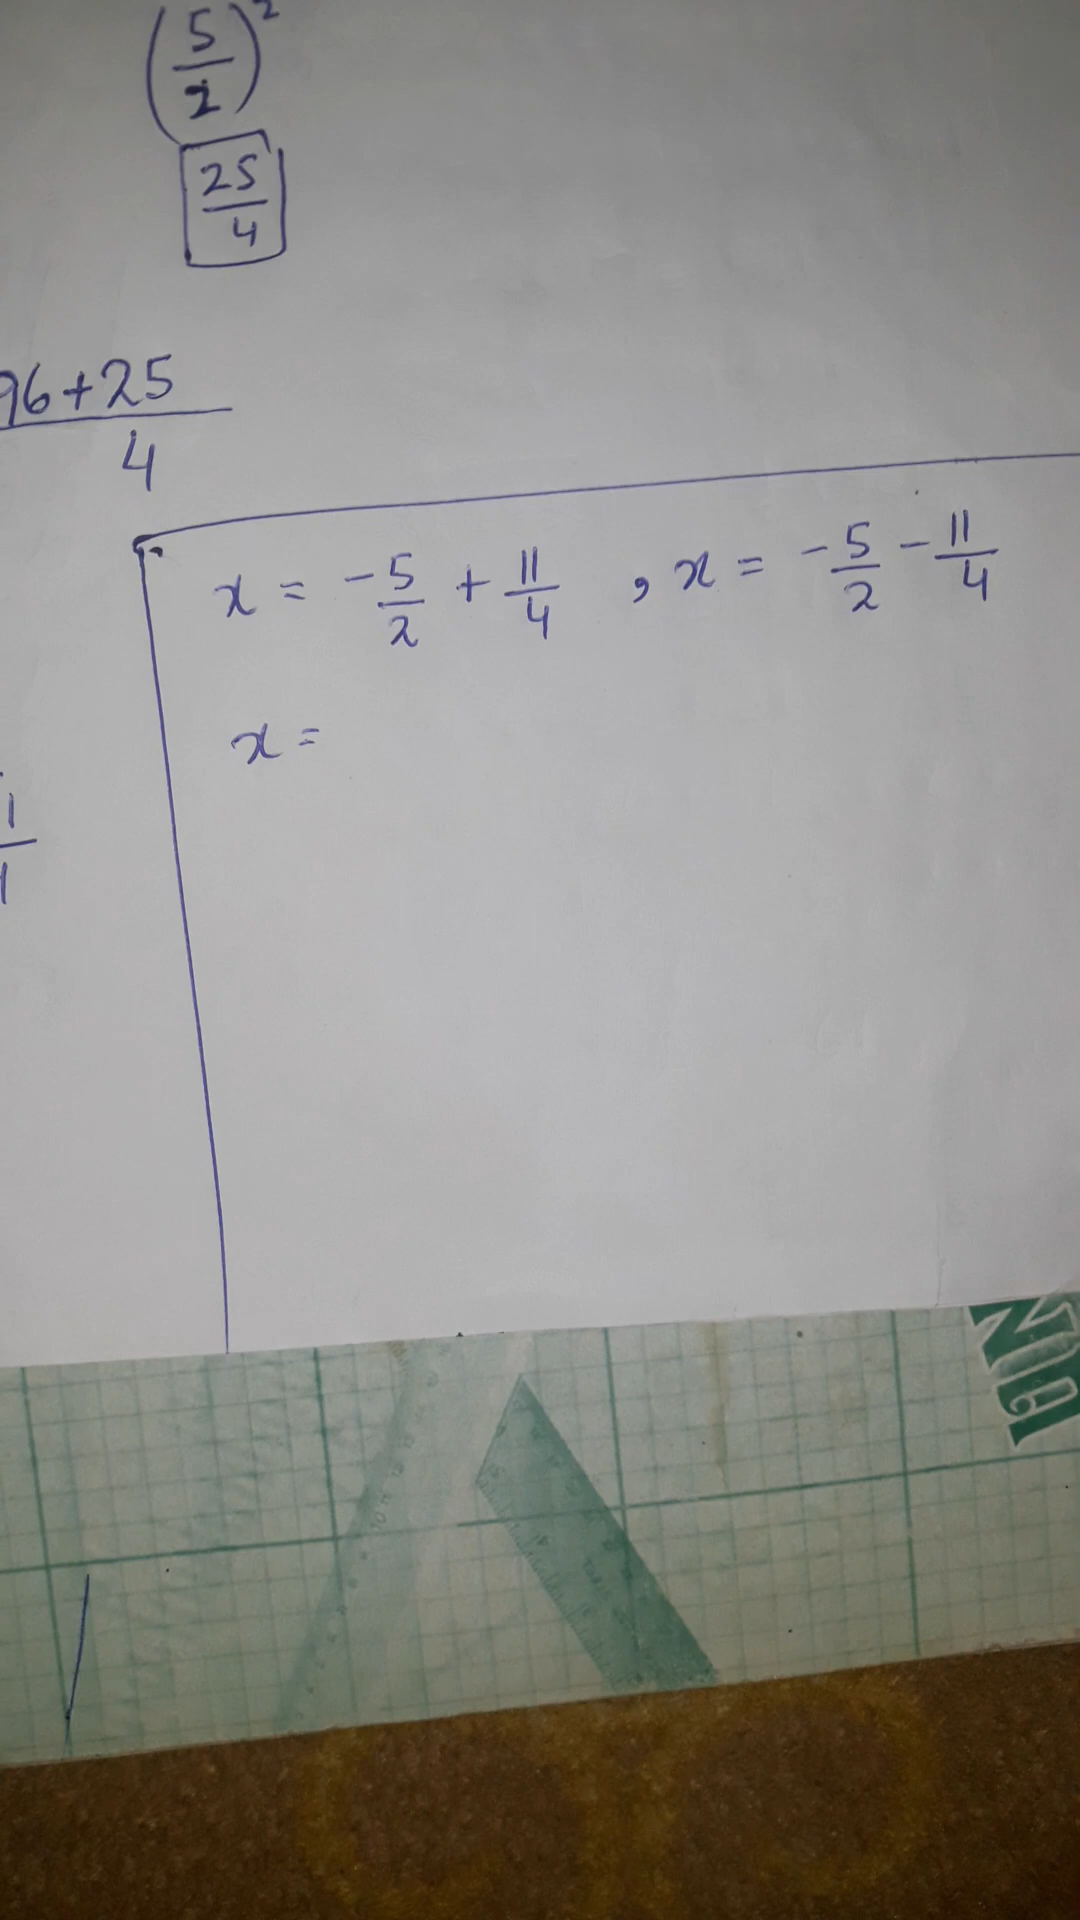 (5/2)²
25/4
96+25/4
x = -5/2 + 11/4 , x = -5/2 - 11/4
x =